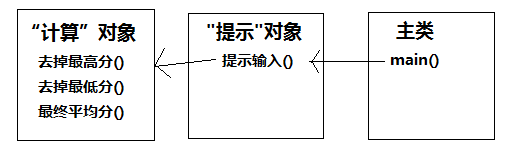 “计算”对象
去掉最高分()
去掉最低分()
最终平均分()
"提示"对象
提示输入()
主类
main()